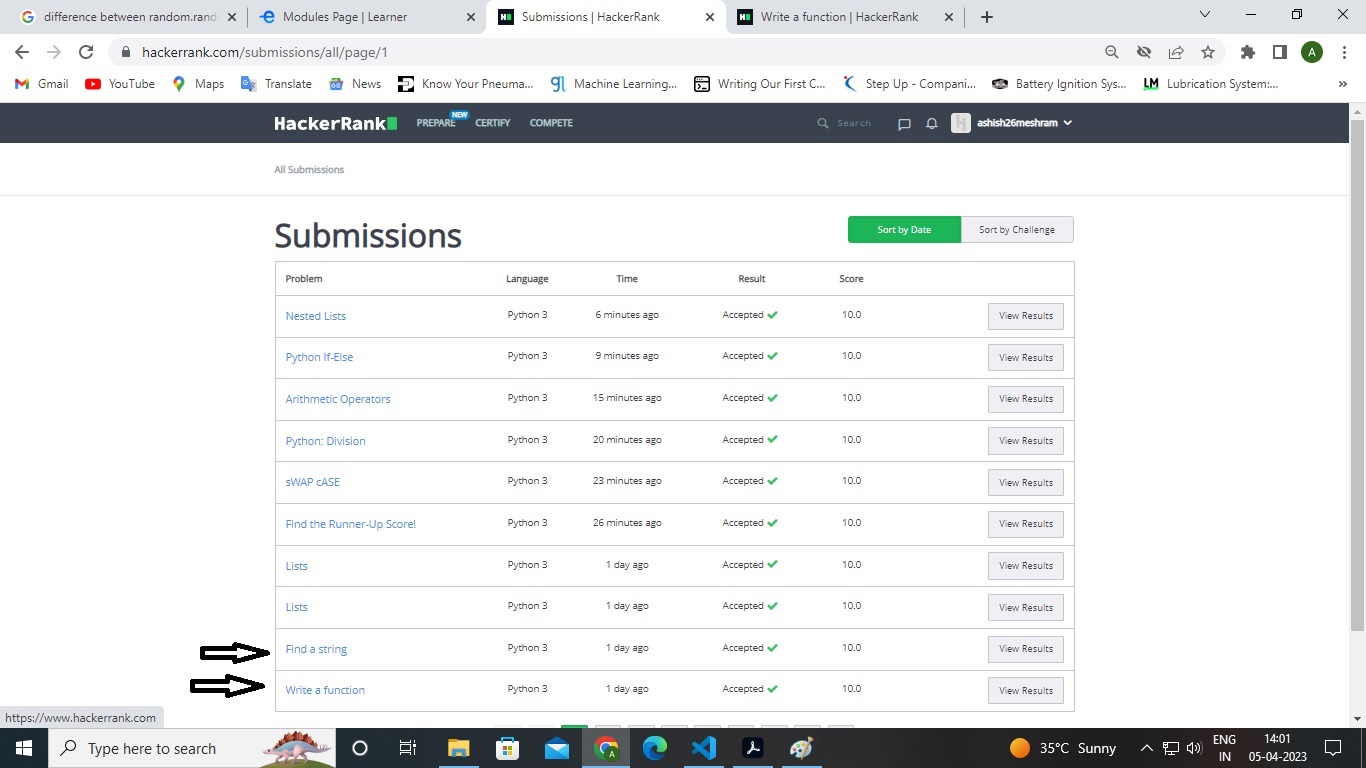 difference between random.rand
Modules Page | Learner
Submissions | HackerRank
Write a function | HackerRank
hackerrank.com/submissions/all/page/1
A
Gmail
YouTube
Maps
Translate
News
Know Your Pneuma...
Machine Learning,...
Writing Our First C...
Step Up - Compani...
Battery Ignition Sys...
Lubrication System:...
HackerRank
PREPARE
NEW
CERTIFY
COMPETE
Search
ashish26meshram
All Submissions
Submissions
Sort by Date
Sort by Challenge
Problem Language Time Result Score
Nested Lists Python 3 6 minutes ago Accepted 10.0 View Results
Python If-Else Python 3 9 minutes ago Accepted 10.0 View Results
Arithmetic Operators Python 3 15 minutes ago Accepted 10.0 View Results
Python: Division Python 3 20 minutes ago Accepted 10.0 View Results
sWAP cASE Python 3 23 minutes ago Accepted 10.0 View Results
Find the Runner-Up Score! Python 3 26 minutes ago Accepted 10.0 View Results
Lists Python 3 1 day ago Accepted 10.0 View Results
Lists Python 3 1 day ago Accepted 10.0 View Results
Find a string Python 3 1 day ago Accepted 10.0 View Results
Write a function Python 3 1 day ago Accepted 10.0 View Results
https://www.hackerrank.com
Type here to search
35°C Sunny
ENG
IN
14:01
05-04-2023